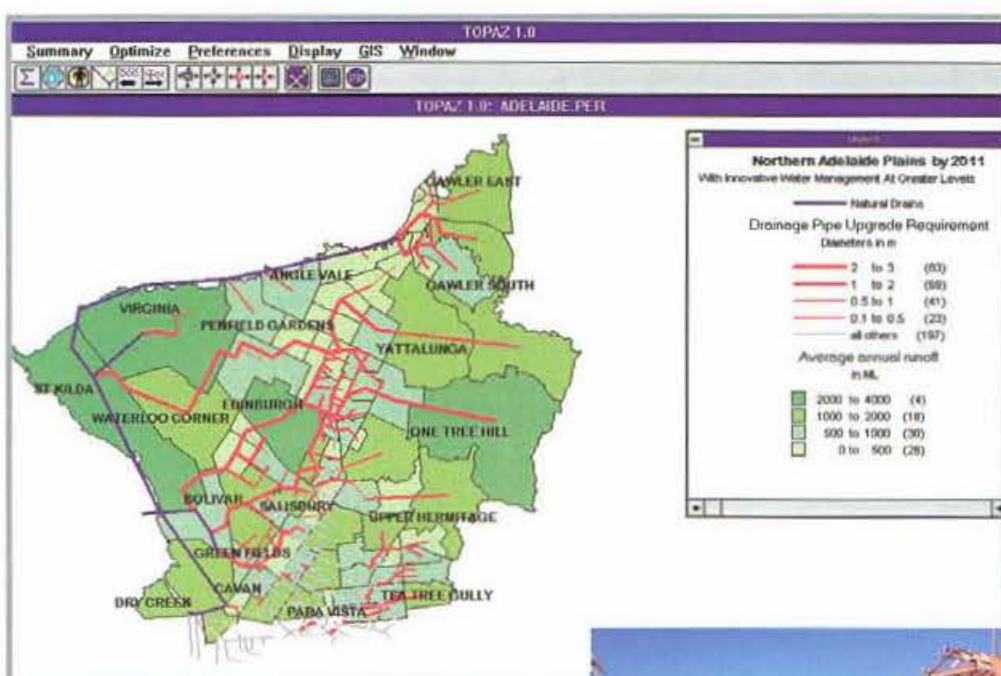 TOPAZ 1.0
Summary Optimize Preferences Display GIS Window
TOPAZ 1.0: ADELAIDE.PER
GAWLER EAST
ANGLE VALE
GAWLER SOUTH
VIRGINIA
PENFIELD GARDENS
YATTALUNGA
ST KILDA
EDINBURGH
WATERLOO CORNER
ONE TREE HILL
BOLIVAR
SALISBURY
UPPER HERMITAGE
GREEN FIELDS
CAVAN
DRY CREEK
TEA TREE GULLY
PARA VISTA
Legend
Northern Adelaide Plains by 2011
With Innovative Water Management At Greater Levels
Natural Drains
Drainage Pipe Upgrade Requirement
Diameters in m
2 to 3 (63)
1 to 2 (69)
0.5 to 1 (41)
0.1 to 0.5 (23)
all others (197)
Average annual runoff
in ML
2000 to 4000 (4)
1000 to 2000 (18)
500 to 1000 (30)
0 to 500 (28)